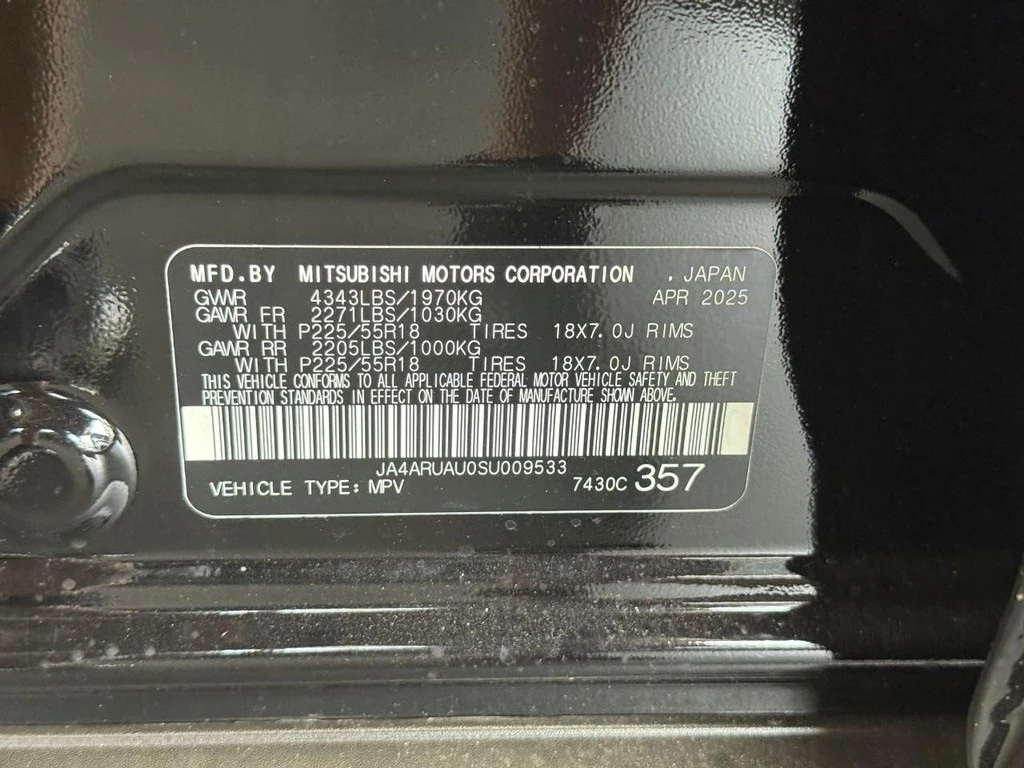 MFD.BY MITSUBISHI MOTORS CORPORATION . JAPAN
GWWR 4343LBS/1970KG APR 2025
GAWR FR 2271LBS/1030KG
WITH P225/55R18 TIRES 18X7.0J RIMS
GAWR RR 2205LBS/1000KG
WITH P225/55R18 TIRES 18X7.0J RIMS
THIS VEHICLE CONFORMS TO ALL APPLICABLE FEDERAL MOTOR VEHICLE SAFETY AND THEFT
PREVENTION STANDARDS IN EFFECT ON THE DATE OF MANUFACTURE SHOWN ABOVE.
JA4ARUAU0SU009533
VEHICLE TYPE: MPV 7430C 357